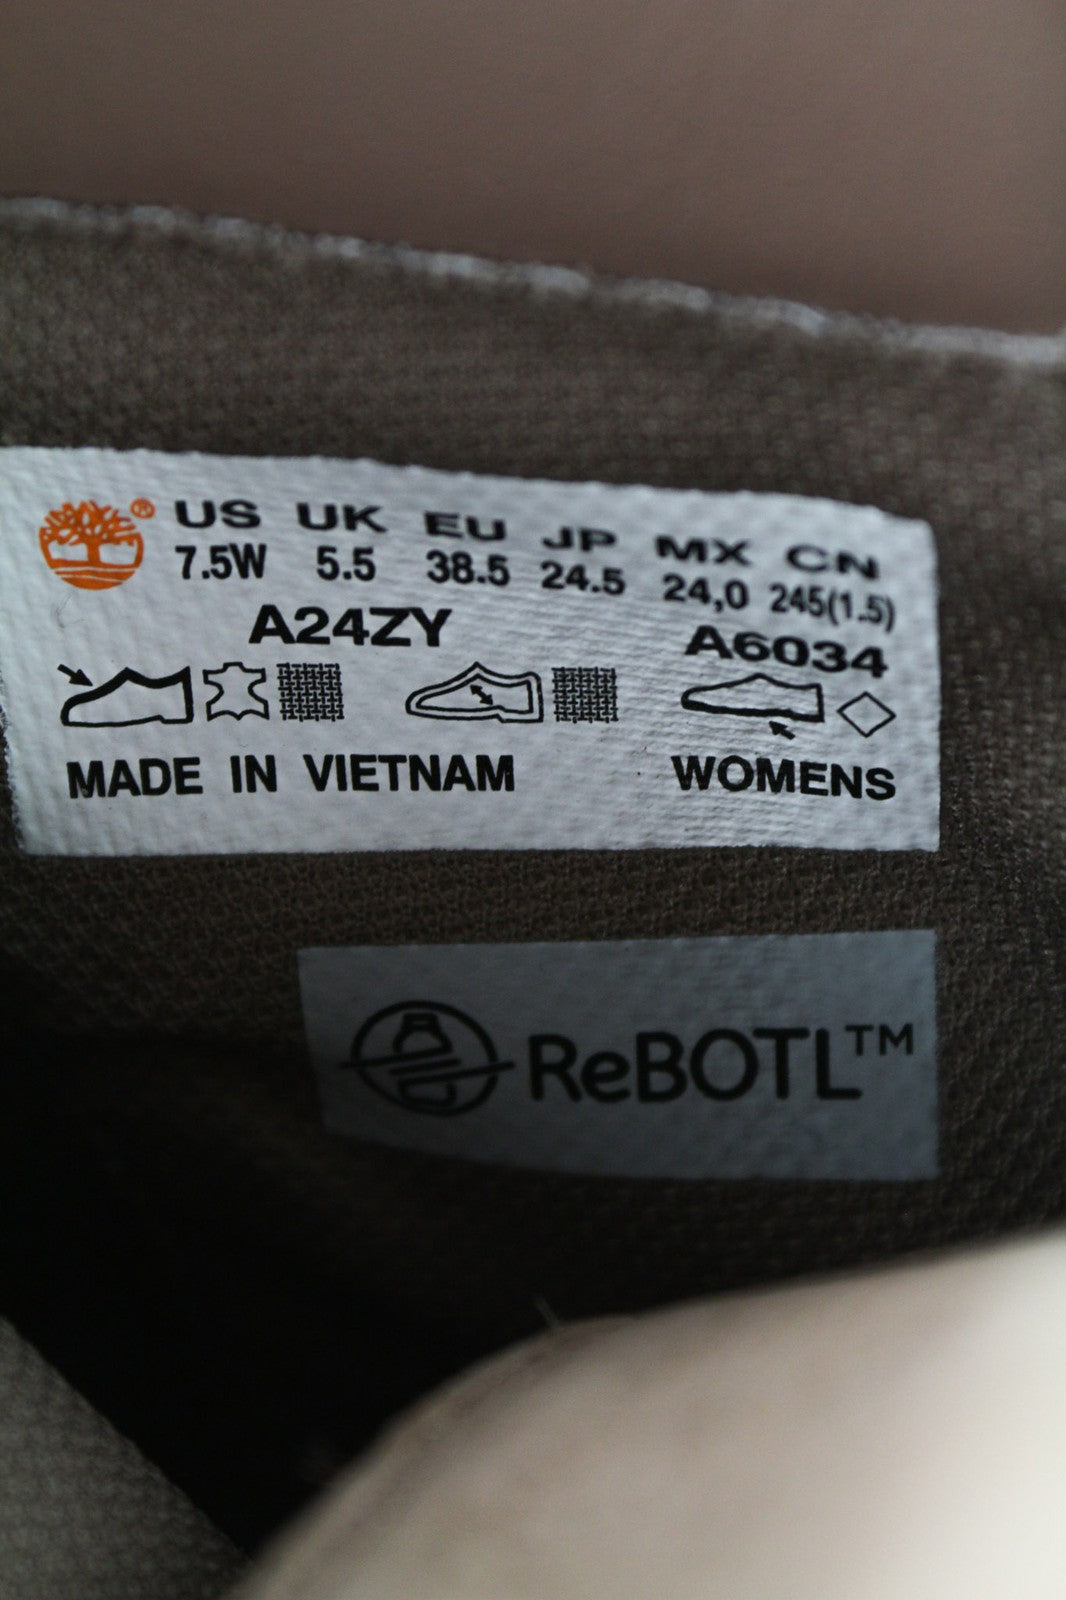 ® US UK EU JP MX CN
7.5W 5.5 38.5 24.5 24,0 245(1.5)
A24ZY A6034
MADE IN VIETNAM WOMENS
ReBOTL™